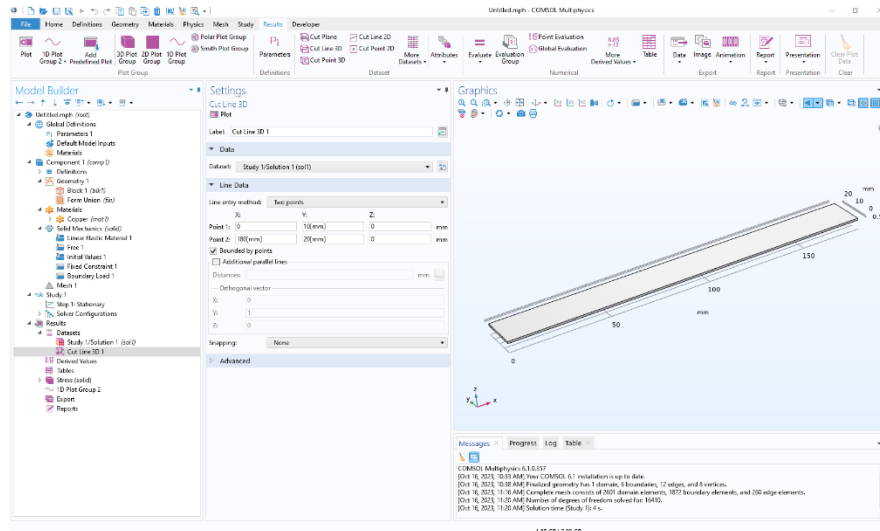 Untitled.mph - COMSOL Multiphysics
File Home Definitions Geometry Materials Physics Mesh Study Results Developer
Plot
1D Plot Group 2
Add Predefined Plot
3D Plot Group
2D Plot Group
1D Plot Group
Polar Plot Group
Smith Plot Group
Plot Group
Parameters
Definitions
Cut Plane
Cut Line 3D
Cut Point 3D
Cut Line 2D
Cut Point 2D
More Datasets
Attributes
Dataset
Evaluate
Evaluation Group
Point Evaluation
Global Evaluation
More Derived Values
Table
Numerical
Data
Image
Animation
Export
Report
Report
Presentation
Presentation
Clear Plot Data
Clear
Model Builder
Untitled.mph (root)
Global Definitions
Pi Parameters 1
Default Model Inputs
Materials
Component 1 (comp1)
Definitions
Geometry 1
Block 1 (blk1)
Form Union (fin)
Materials
Copper (mat1)
Solid Mechanics (solid)
Linear Elastic Material 1
Free 1
Initial Values 1
Fixed Constraint 1
Boundary Load 1
Mesh 1
Study 1
Step 1: Stationary
Solver Configurations
Results
Datasets
Study 1/Solution 1 (sol1)
Cut Line 3D 1
Derived Values
Tables
Stress (solid)
1D Plot Group 2
Export
Reports
Settings
Cut Line 3D
Plot
Label: Cut Line 3D 1
Data
Dataset: Study 1/Solution 1 (sol1)
Line Data
Line entry method: Two points
X: Y: Z:
Point 1: 0 10[mm] 0 mm
Point 2: 180[mm] 20[mm] 0 mm
Bounded by points
Additional parallel lines
Distances: mm
Orthogonal vector
X: 0
Y: 1
Z: 0
Snapping: None
Advanced
Graphics
20 mm
10
0
0.5
150
100
mm
50
0
z
y x
Messages Progress Log Table
COMSOL Multiphysics 6.1.0.357
[Oct 16, 2023, 10:33 AM] Your COMSOL 6.1 installation is up to date.
[Oct 16, 2023, 10:38 AM] Finalized geometry has 1 domain, 6 boundaries, 12 edges, and 8 vertices.
[Oct 16, 2023, 11:16 AM] Complete mesh consists of 2601 domain elements, 1872 boundary elements, and 260 edge elements.
[Oct 16, 2023, 11:20 AM] Number of degrees of freedom solved for: 16410.
[Oct 16, 2023, 11:20 AM] Solution time (Study 1): 4 s.